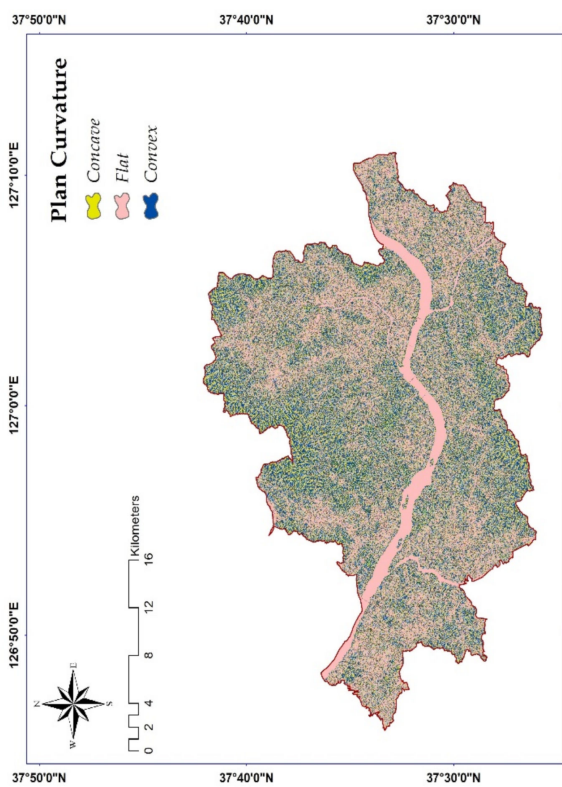 37°50'0"N
37°40'0"N
37°30'0"N
Plan Curvature
Concave
Flat
Convex
127°10'0"E
127°0'0"E
126°50'0"E
Kilometers
0 2 4 8 12 16
N
E
S
W
37°50'0"N
37°40'0"N
37°30'0"N